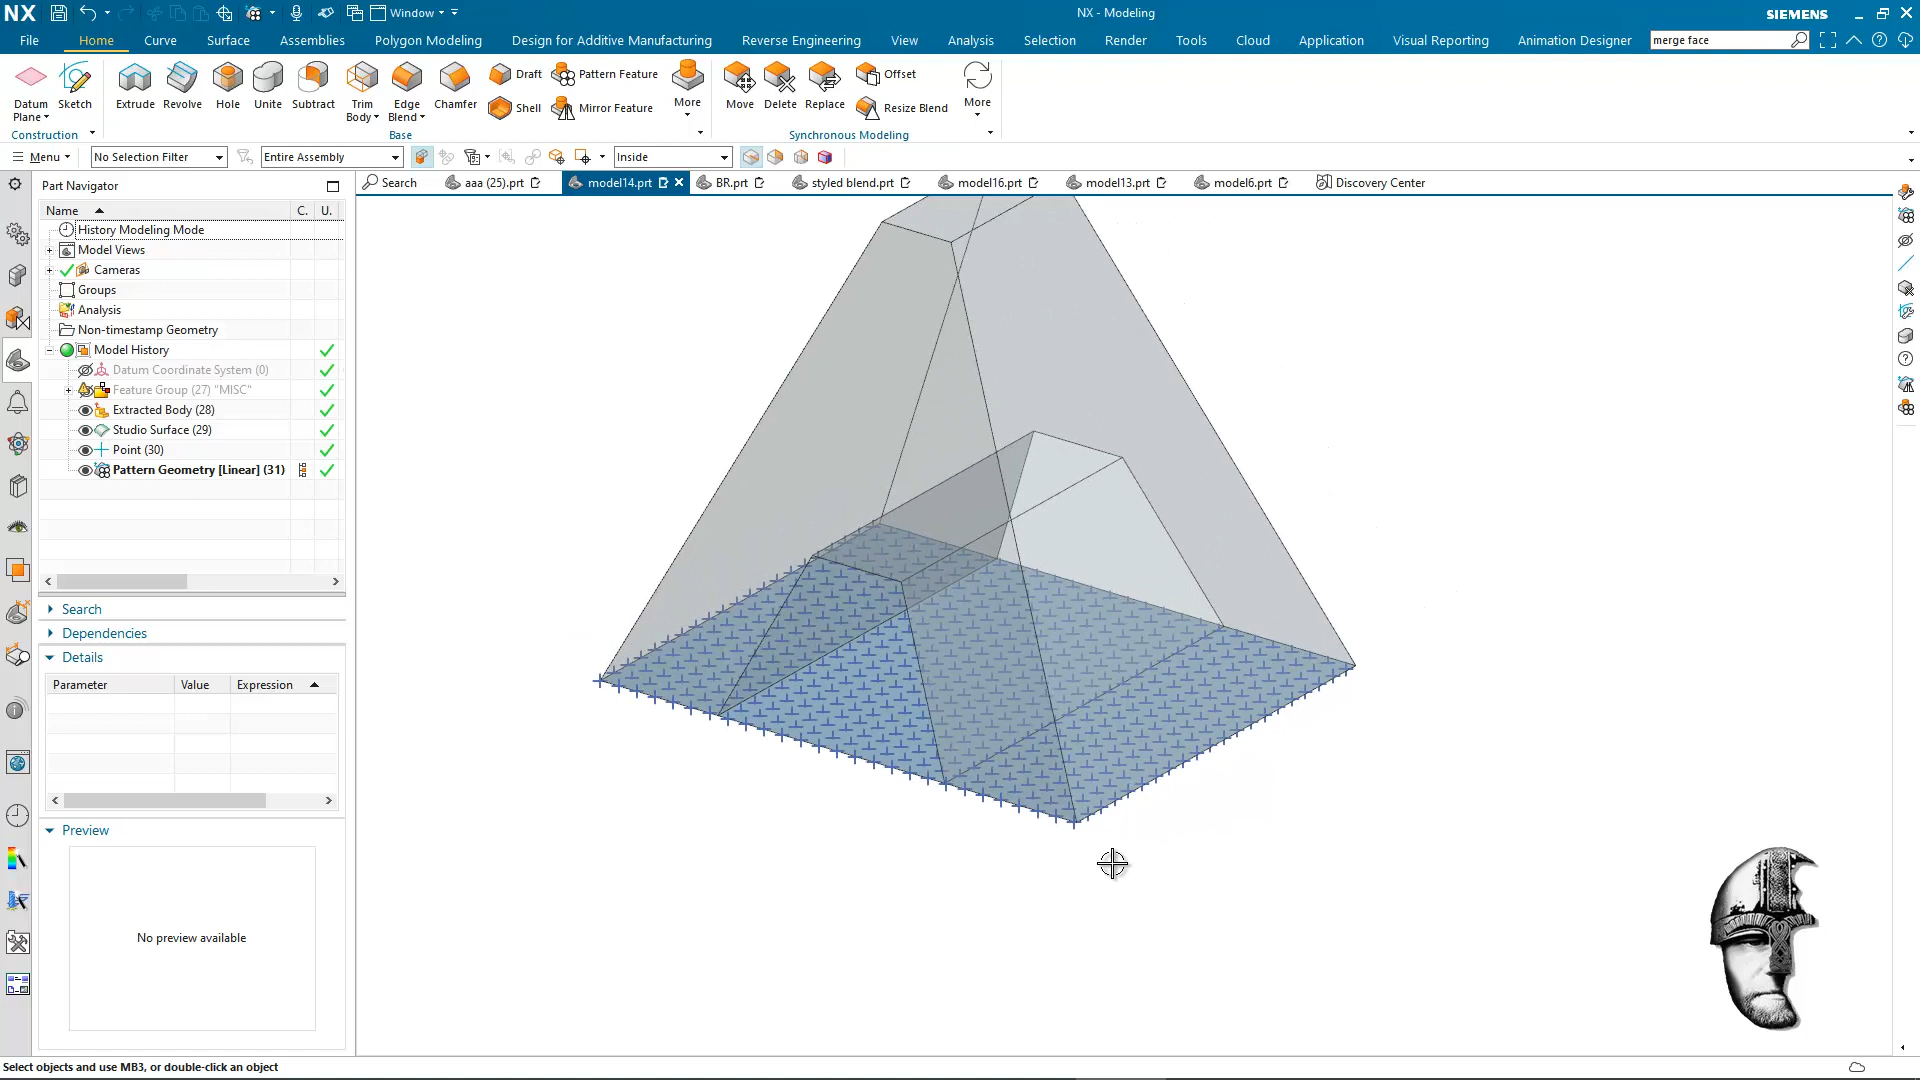 NX
Window
NX - Modeling
SIEMENS
File
Home
Curve
Surface
Assemblies
Polygon Modeling
Design for Additive Manufacturing
Reverse Engineering
View
Analysis
Selection
Render
Tools
Cloud
Application
Visual Reporting
Animation Designer
merge face
Datum
Plane
Sketch
Extrude
Revolve
Hole
Unite
Subtract
Trim
Body
Edge
Blend
Chamfer
Draft
Shell
Pattern Feature
Mirror Feature
More
Move
Delete
Replace
Offset
Resize Blend
More
Construction
Base
Synchronous Modeling
Menu
No Selection Filter
Entire Assembly
Inside
Part Navigator
Search
aaa (25).prt
model14.prt
BR.prt
styled blend.prt
model16.prt
model13.prt
model6.prt
Discovery Center
Name
C.
U.
History Modeling Mode
Model Views
Cameras
Groups
Analysis
Non-timestamp Geometry
Model History
Datum Coordinate System (0)
Feature Group (27) "MISC"
Extracted Body (28)
Studio Surface (29)
Point (30)
Pattern Geometry [Linear] (31)
Search
Dependencies
Details
Parameter
Value
Expression
Preview
No preview available
Select objects and use MB3, or double-click an object